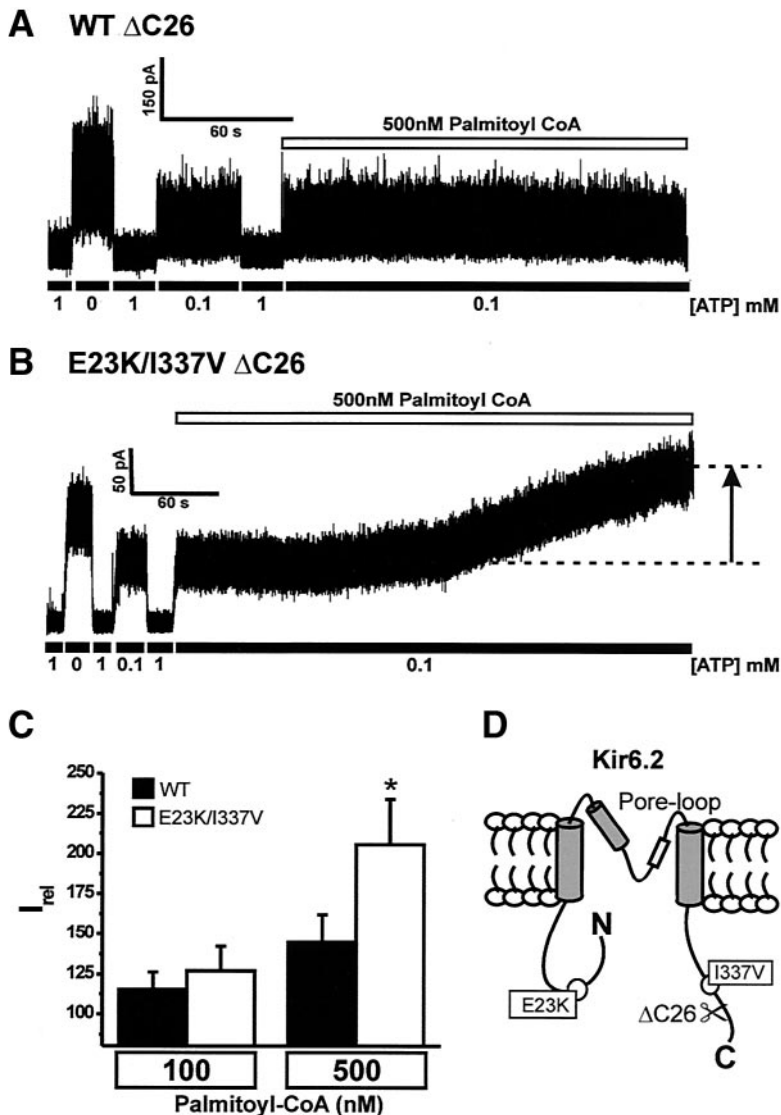 A WT ΔC26
150 pA
60 s
500nM Palmitoyl CoA
1 0 1 0.1 1 0.1 [ATP] mM
B E23K/I337V ΔC26
500nM Palmitoyl CoA
50 pA
60 s
1 0 1 0.1 1 0.1 [ATP] mM
C
250
225
200
175
150
125
100
Irel
WT
E23K/I337V
*
100 500
Palmitoyl-CoA (nM)
D
Kir6.2
Pore-loop
N
E23K
I337V
ΔC26
C